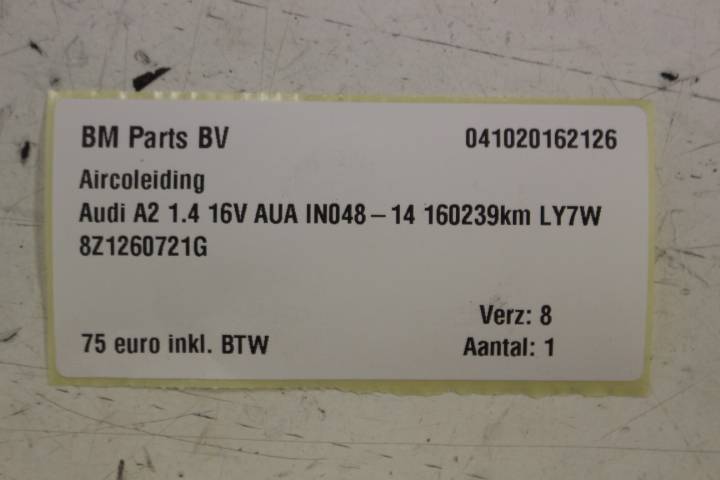 BM Parts BV 041020162126
Aircoleiding
Audi A2 1.4 16V AUA IN048-14 160239km LY7W
8Z1260721G
Verz: 8
75 euro inkl. BTW Aantal: 1